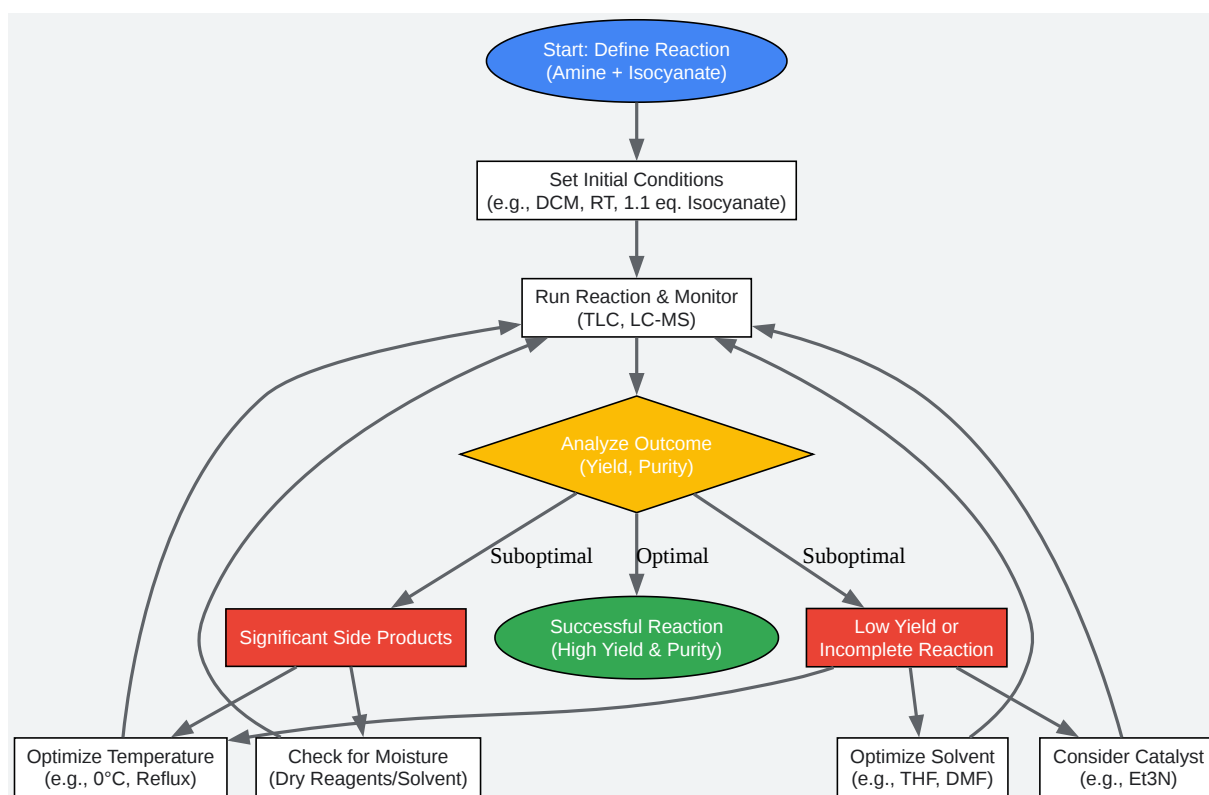 Start: Define Reaction
(Amine + Isocyanate)
Set Initial Conditions
(e.g., DCM, RT, 1.1 eq. Isocyanate)
Run Reaction & Monitor
(TLC, LC-MS)
Analyze Outcome
(Yield, Purity)
Suboptimal
Optimal
Suboptimal
Significant Side Products
Successful Reaction
(High Yield & Purity)
Low Yield or
Incomplete Reaction
Optimize Temperature
(e.g., 0°C, Reflux)
Check for Moisture
(Dry Reagents/Solvent)
Optimize Solvent
(e.g., THF, DMF)
Consider Catalyst
(e.g., Et3N)